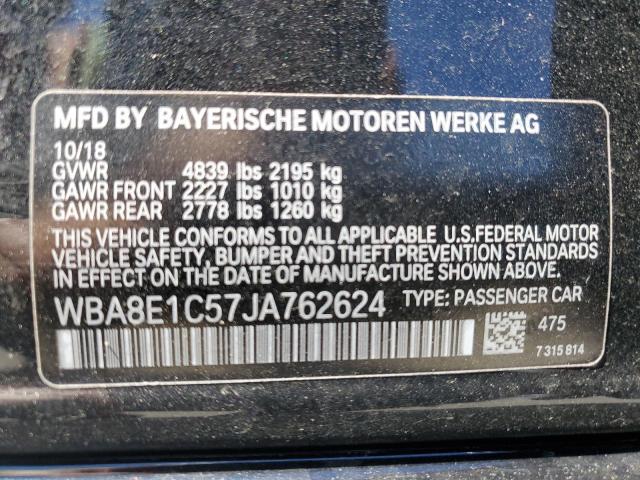 MFD BY BAYERISCHE MOTOREN WERKE AG
10/18
GVWR 4839 lbs 2195 kg
GAWR FRONT 2227 lbs 1010 kg
GAWR REAR 2778 lbs 1260 kg
THIS VEHICLE CONFORMS TO ALL APPLICABLE U.S.FEDERAL MOTOR
VEHICLE SAFETY, BUMPER AND THEFT PREVENTION STANDARDS
IN EFFECT ON THE DATE OF MANUFACTURE SHOWN ABOVE.
WBA8E1C57JA762624 TYPE: PASSENGER CAR
475
7 315 814